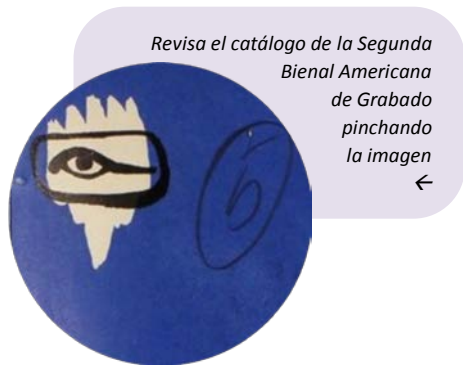 Revisa el catálogo de la Segunda
Bienal Americana
de Grabado
pinchando
la imagen
←